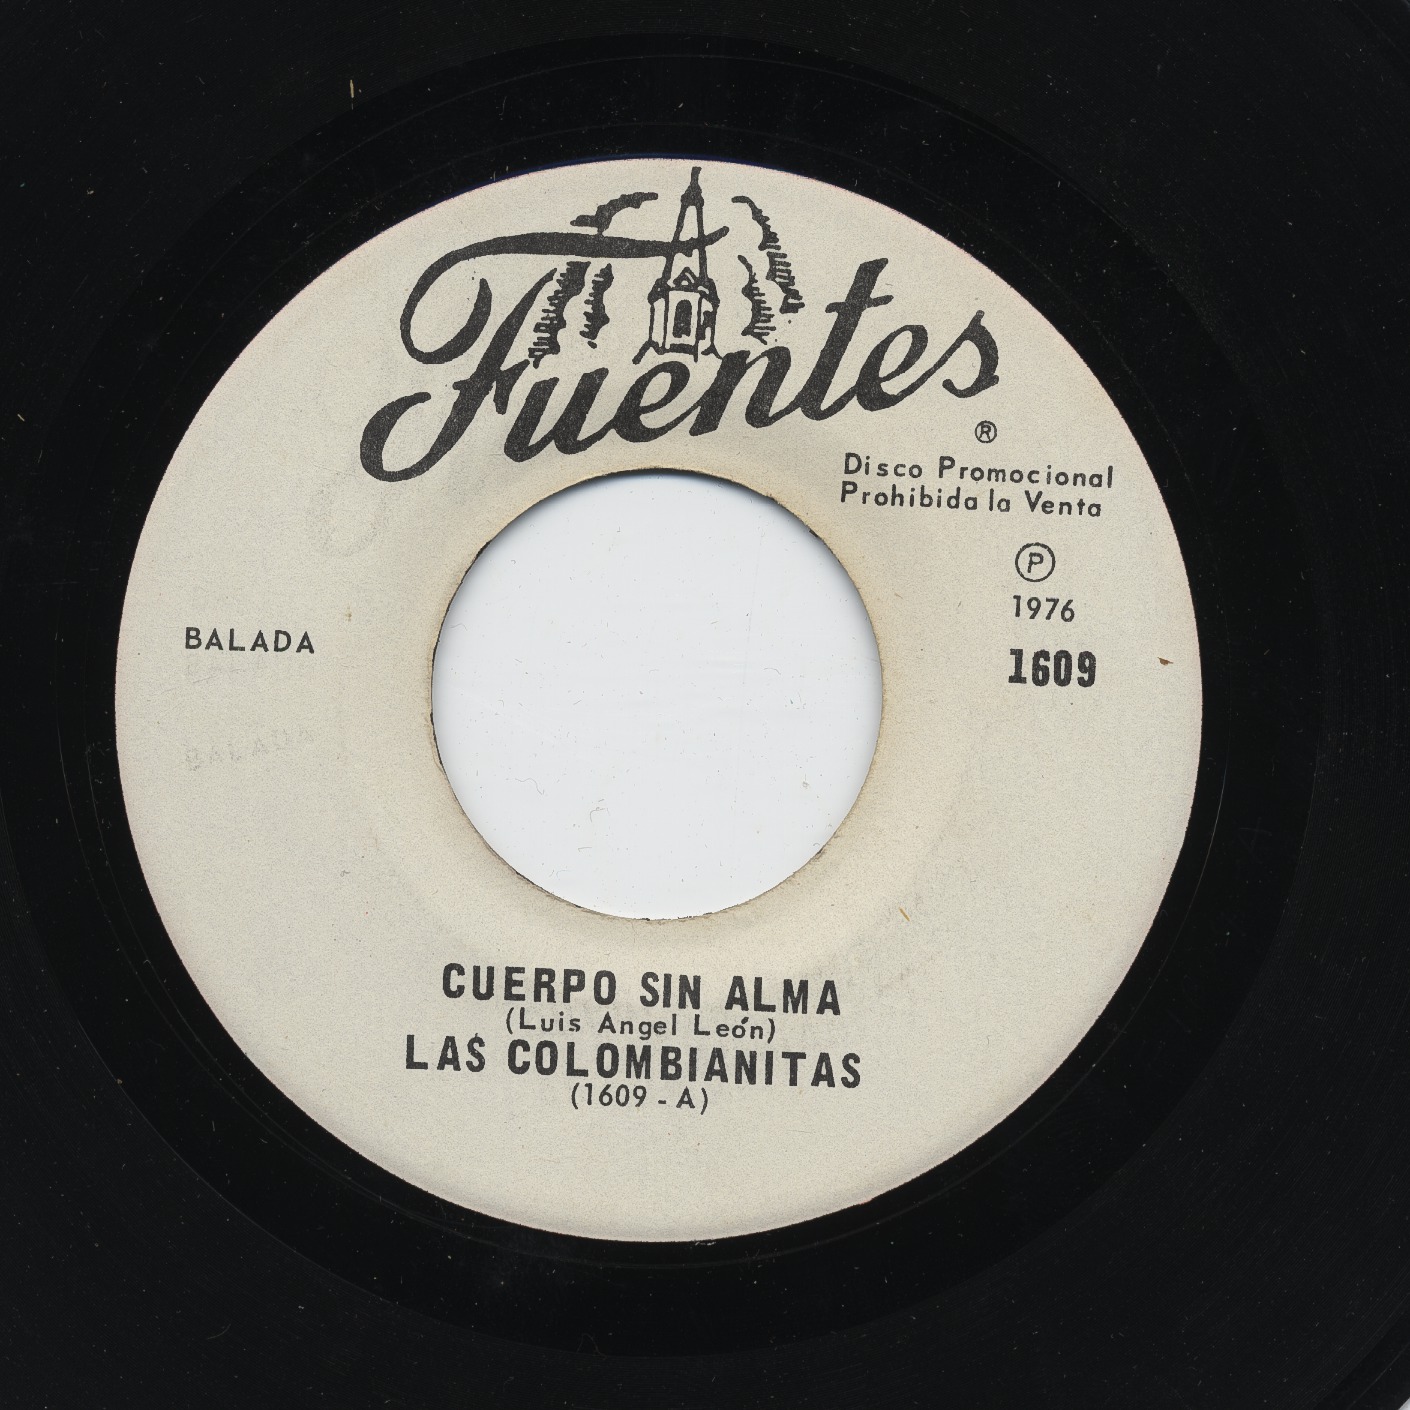 Fuentes
®
Disco Promocional
Prohibida la Venta
Ⓟ
1976
1609
BALADA
CUERPO SIN ALMA
(Luis Angel León)
LAS COLOMBIANITAS
(1609 - A)